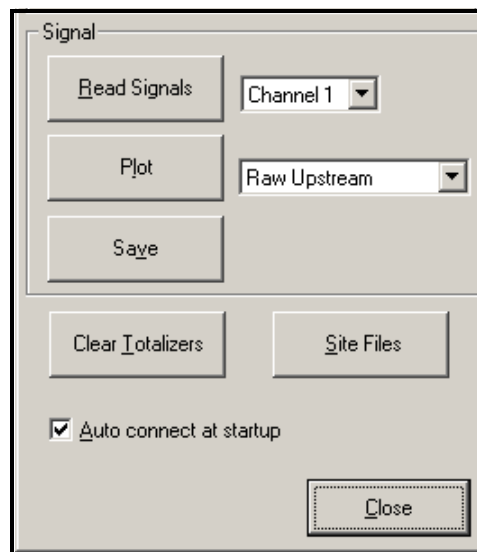 Signal
Read Signals
Channel 1
Plot
Raw Upstream
Save
Clear Totalizers
Site Files
Auto connect at startup
Close